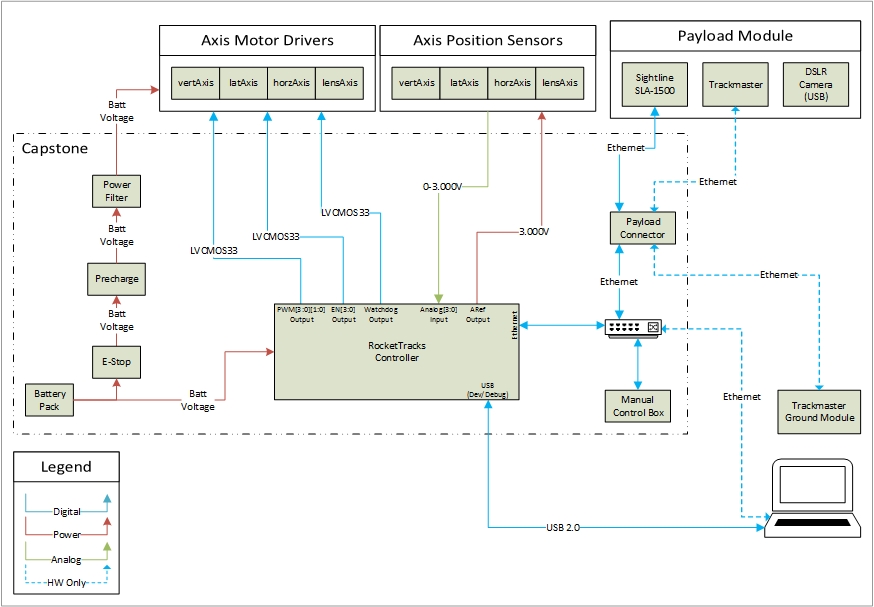 Axis Motor Drivers
vertAxis latAxis horzAxis lensAxis
Axis Position Sensors
vertAxis latAxis horzAxis lensAxis
Payload Module
Sightline
SLA-1500
Trackmaster
DSLR
Camera
(USB)
Capstone
Batt
Voltage
Power
Filter
Batt
Voltage
Precharge
Batt
Voltage
E-Stop
Battery
Pack
Batt
Voltage
LVCMOS33
LVCMOS33
LVCMOS33
0-3.000V
3.000V
Ethernet
Ethernet
Payload
Connector
Ethernet
Ethernet
PWM[3:0][1:0]
Output
EN[3:0]
Output
Watchdog
Output
Analog[3:0]
Input
ARef
Output
Ethernet
RocketTracks
Controller
USB
(Dev/Debug)
Manual
Control Box
Ethernet
Trackmaster
Ground Module
USB 2.0
Legend
Digital
Power
Analog
HW Only